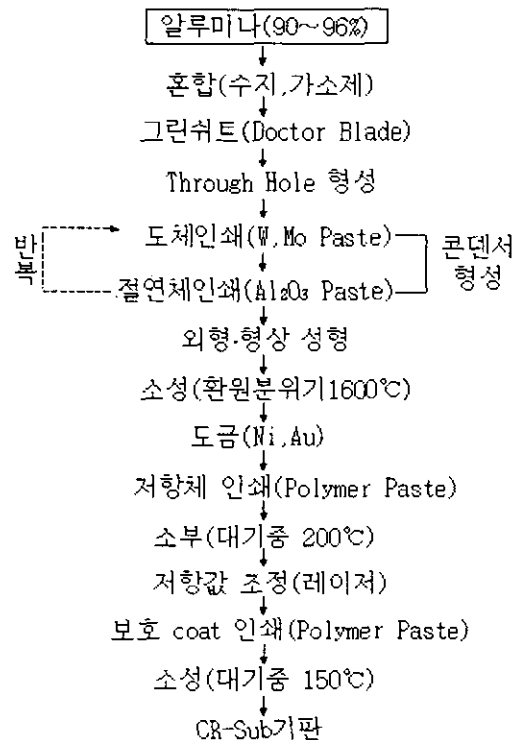 알루미나(90~96%)
혼합(수지,가소제)
그린쉬트(Doctor Blade)
Through Hole 형성
반복
도체인쇄(W,Mo Paste)
절연체인쇄(Al₂O₃ Paste)
콘덴서
형성
외형·형상 성형
소성(환원분위기1600℃)
도금(Ni,Au)
저항체 인쇄(Polymer Paste)
소부(대기중 200℃)
저항값 조정(레이저)
보호 coat 인쇄(Polymer Paste)
소성(대기중 150℃)
CR-Sub기판